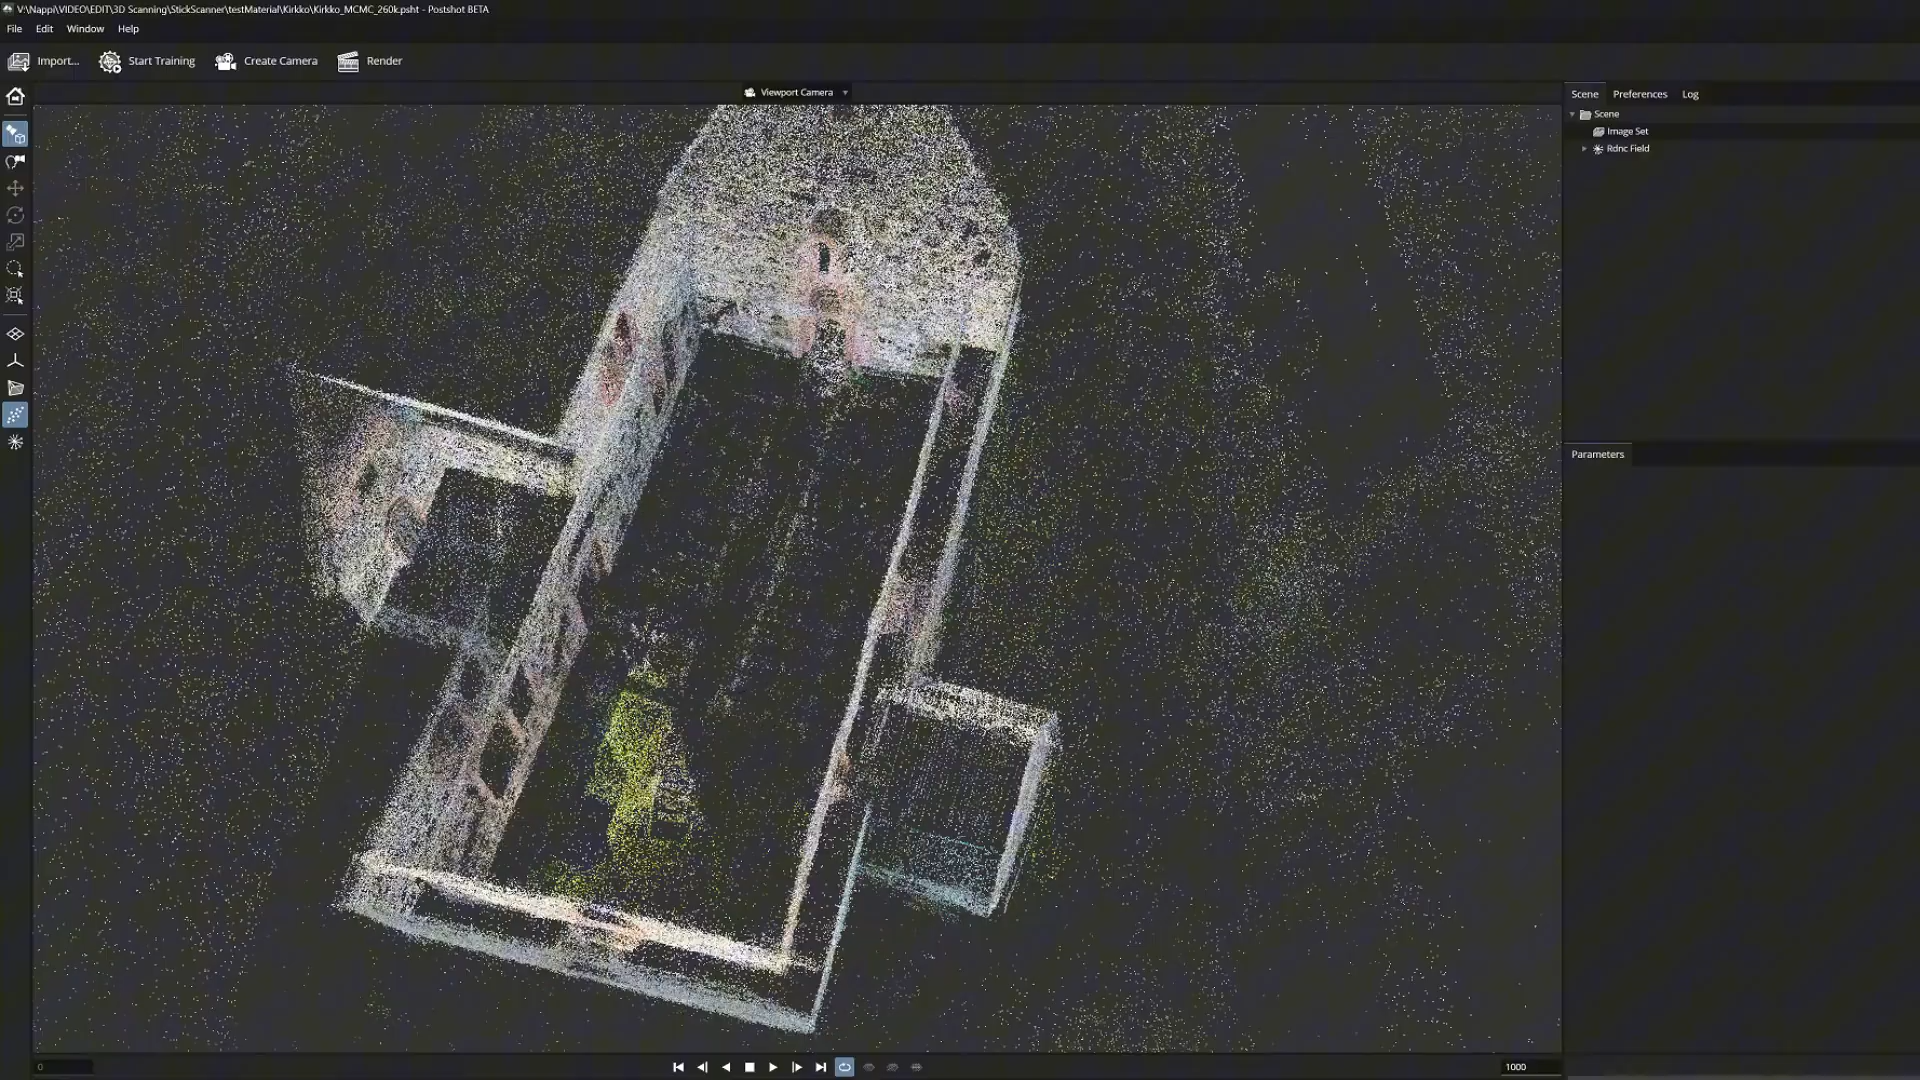 V:\Nappi\VIDEO\EDIT\3D Scanning\StickScanner\testMaterial\Kirkko\Kirkko_MCMC_260k.psht - Postshot BETA
File Edit Window Help
Import... Start Training Create Camera Render
Viewport Camera
Scene Preferences Log
Scene
Image Set
Rdnc Field
Parameters
0 1000